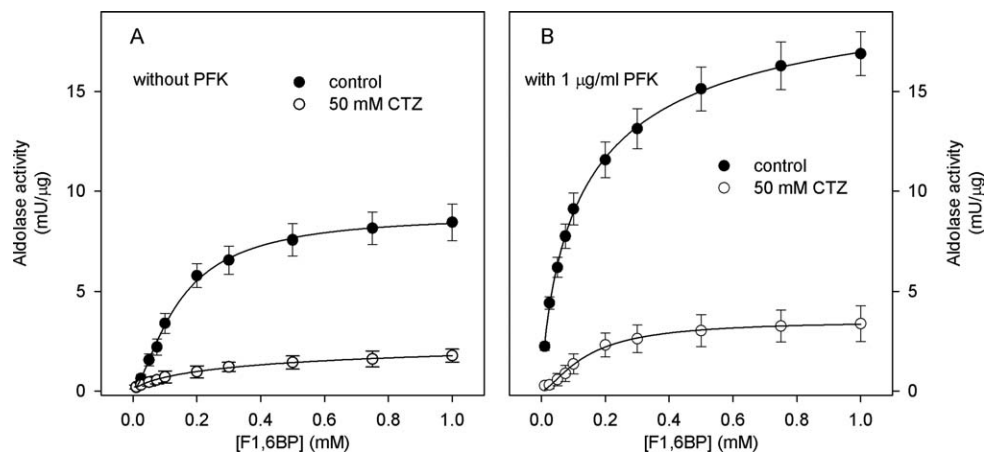 A
without PFK
control
50 mM CTZ
Aldolase activity
(mU/µg)
15
10
5
0
0.0 0.2 0.4 0.6 0.8 1.0
[F1,6BP] (mM)
B
with 1 µg/ml PFK
control
50 mM CTZ
Aldolase activity
(mU/µg)
15
10
5
0
0.0 0.2 0.4 0.6 0.8 1.0
[F1,6BP] (mM)